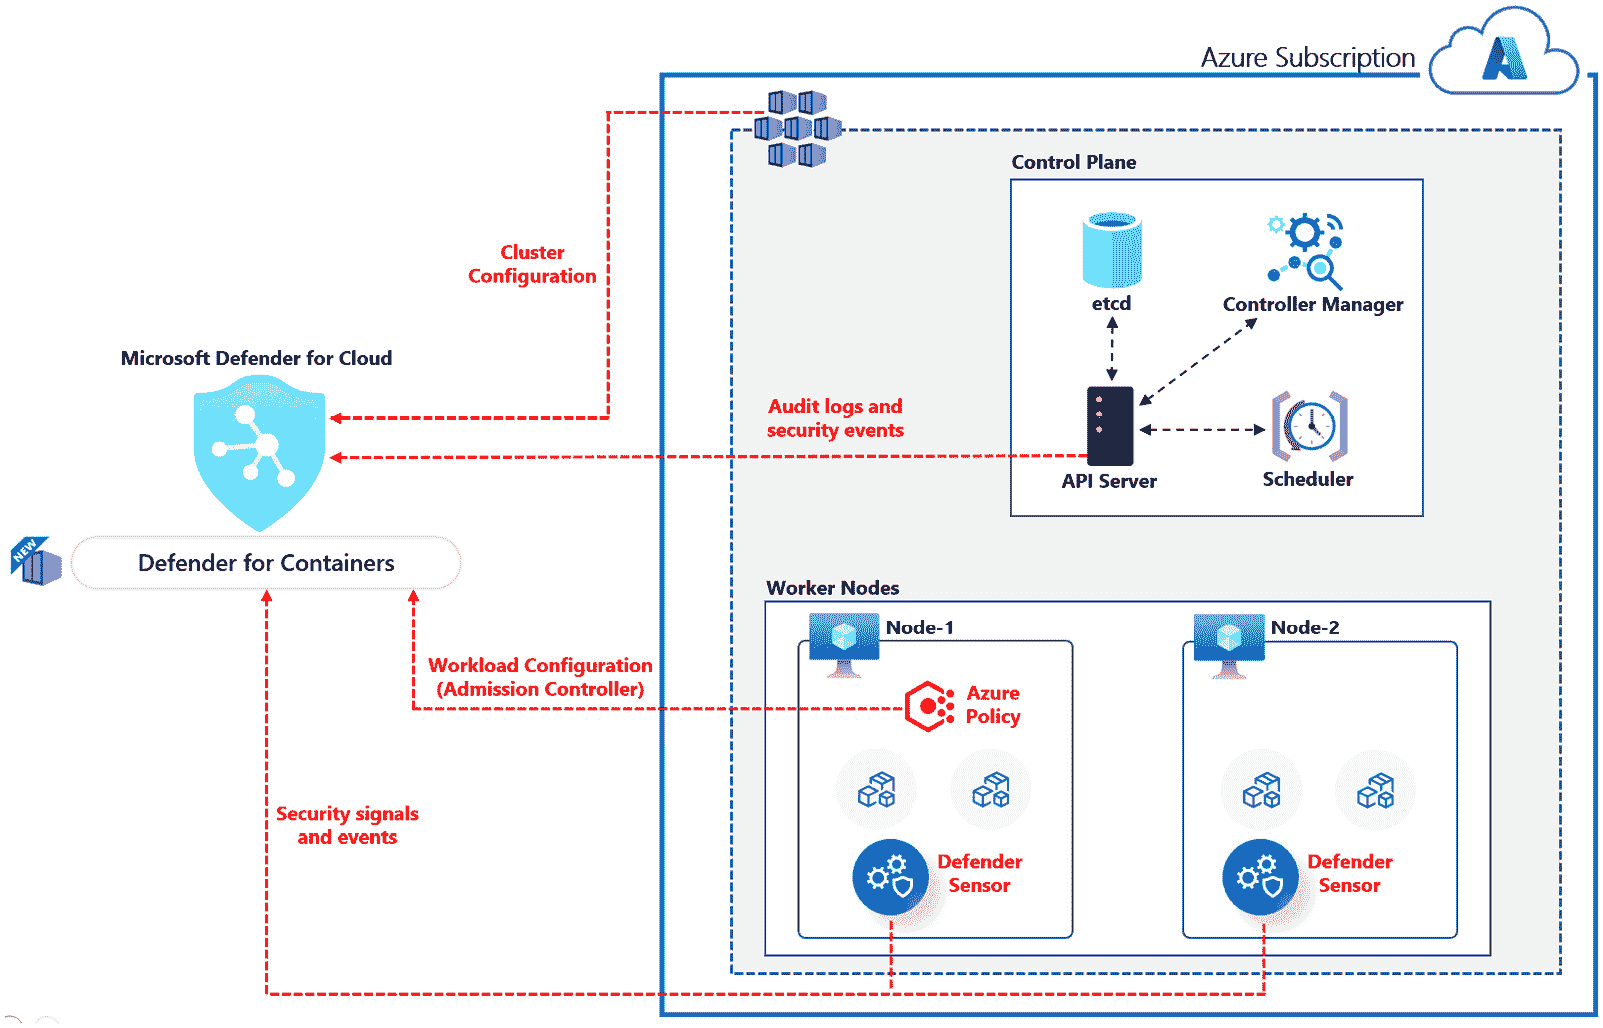 Azure Subscription
Control Plane
etcd
Controller Manager
Cluster
Configuration
Microsoft Defender for Cloud
Audit logs and
security events
API Server
Scheduler
NEW
Defender for Containers
Worker Nodes
Node-1
Node-2
Workload Configuration
(Admission Controller)
Azure
Policy
Security signals
and events
Defender
Sensor
Defender
Sensor